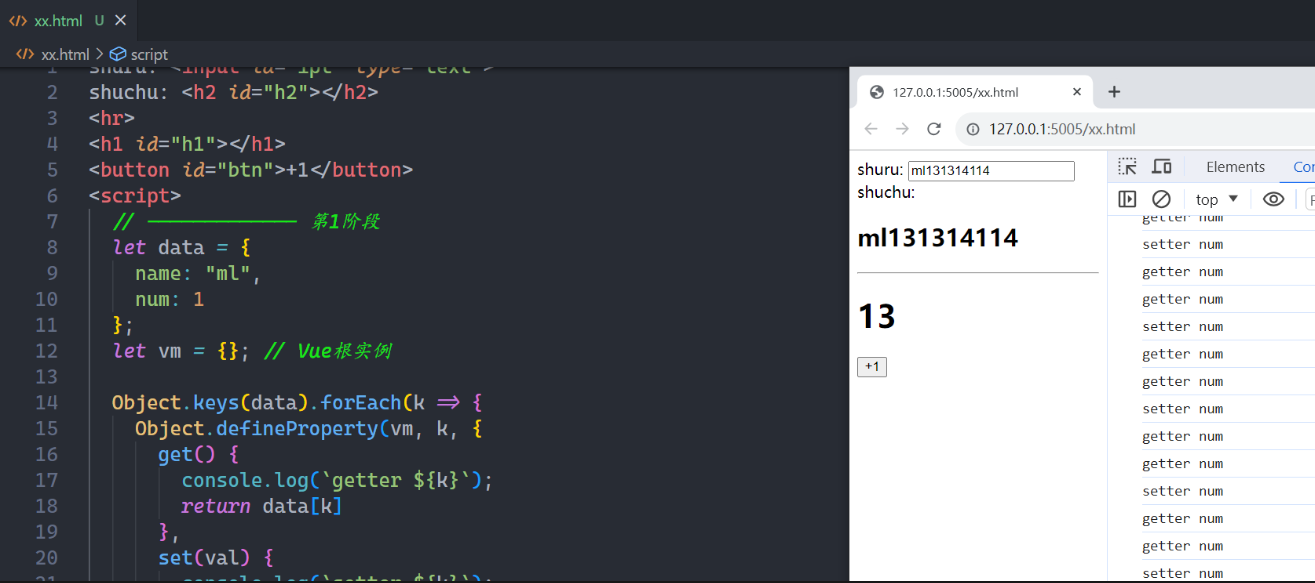 xx.html U
xx.html > script
1 shuru: <input id="ipt" type="text">
2 shuchu: <h2 id="h2"></h2>
3 <hr>
4 <h1 id="h1"></h1>
5 <button id="btn">+1</button>
6 <script>
7 // ————————————— 第1阶段
8 let data = {
9 name: "ml",
10 num: 1
11 };
12 let vm = {}; // Vue根实例
13
14 Object.keys(data).forEach(k => {
15 Object.defineProperty(vm, k, {
16 get() {
17 console.log(`getter ${k}`);
18 return data[k]
19 },
20 set(val) {
21 console.log(`setter ${k}`);
127.0.0.1:5005/xx.html
127.0.0.1:5005/xx.html
shuru: ml131314114
shuchu:
ml131314114
13
+1
Elements
top
getter num
setter num
getter num
getter num
setter num
getter num
getter num
setter num
getter num
getter num
setter num
getter num
getter num
setter num